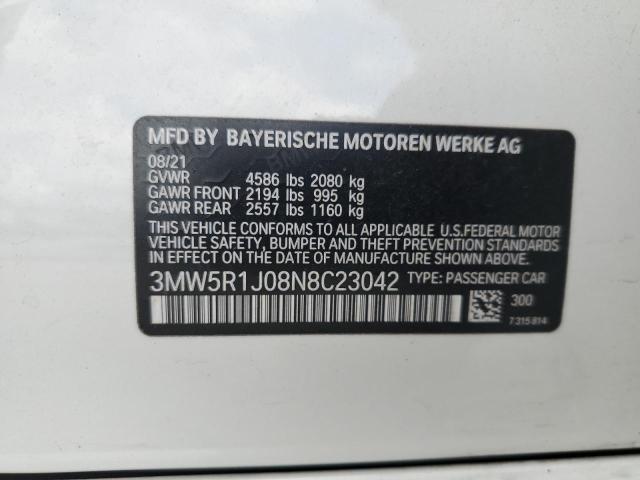 MFD BY BAYERISCHE MOTOREN WERKE AG
08/21
GVWR 4586 lbs 2080 kg
GAWR FRONT 2194 lbs 995 kg
GAWR REAR 2557 lbs 1160 kg
THIS VEHICLE CONFORMS TO ALL APPLICABLE U.S.FEDERAL MOTOR
VEHICLE SAFETY, BUMPER AND THEFT PREVENTION STANDARDS
IN EFFECT ON THE DATE OF MANUFACTURE SHOWN ABOVE.
3MW5R1J08N8C23042 TYPE: PASSENGER CAR
300
7 315 814